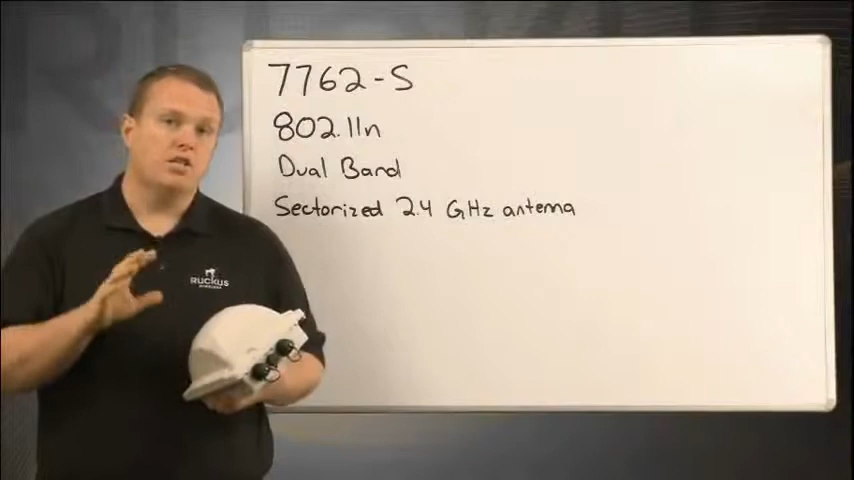 7762-S
802.11n
Dual Band
Sectorized 2.4 GHz antenna
RUCKUS